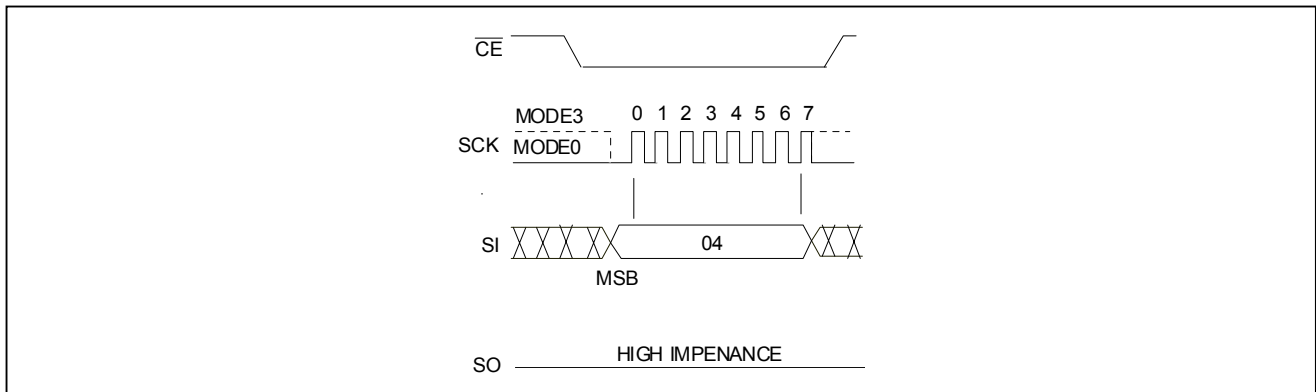 CE
MODE3 0 1 2 3 4 5 6 7
SCK MODE0
SI 04
MSB
SO HIGH IMPENANCE